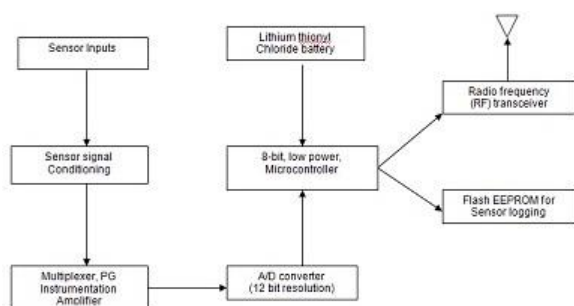 Sensor Inputs
Lithium thionyl
Chloride battery
Radio frequency
(RF) transceiver
Sensor signal
Conditioning
8-bit, low power,
Microcontroller
Flash EEPROM for
Sensor logging
Multiplexer, PG
Instrumentation
Amplifier
A/D converter
(12 bit resolution)